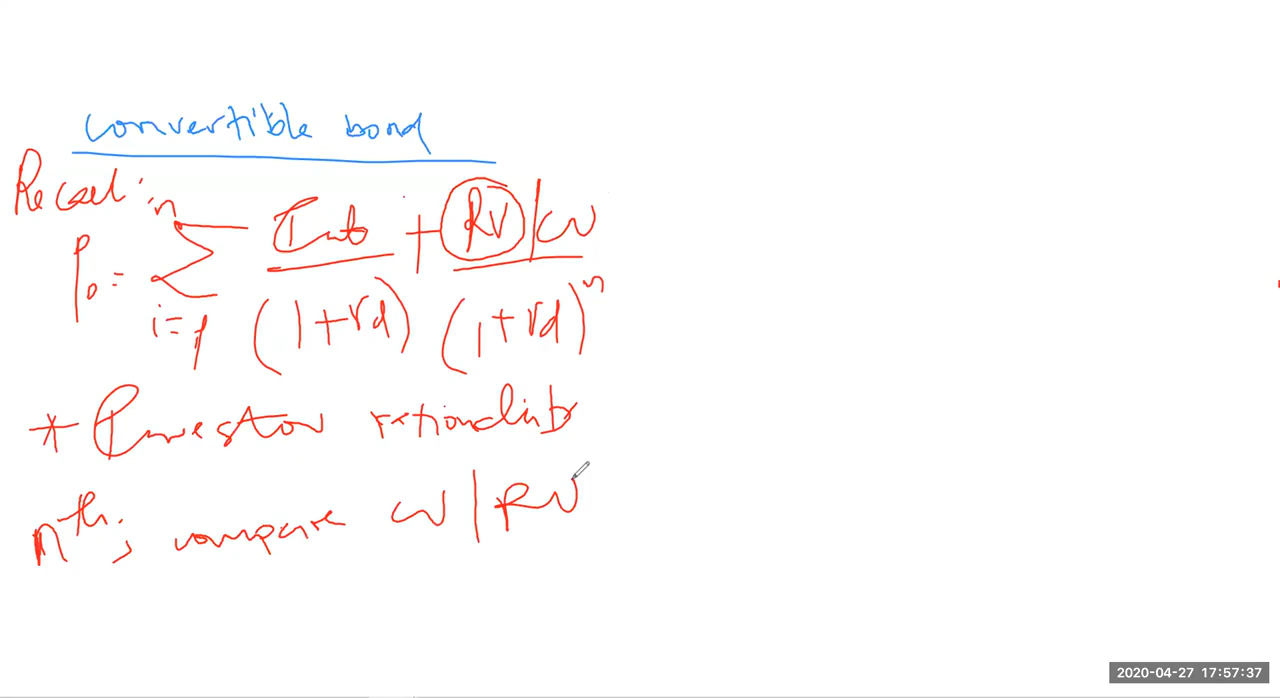 convertible bond
Recall:
P₀ = n Σ i=1 Int/(1+rd) + RV/CV/(1+rd)ⁿ
* Investor rationality
nth; compare CV/RV
2020-04-27 17:57:37